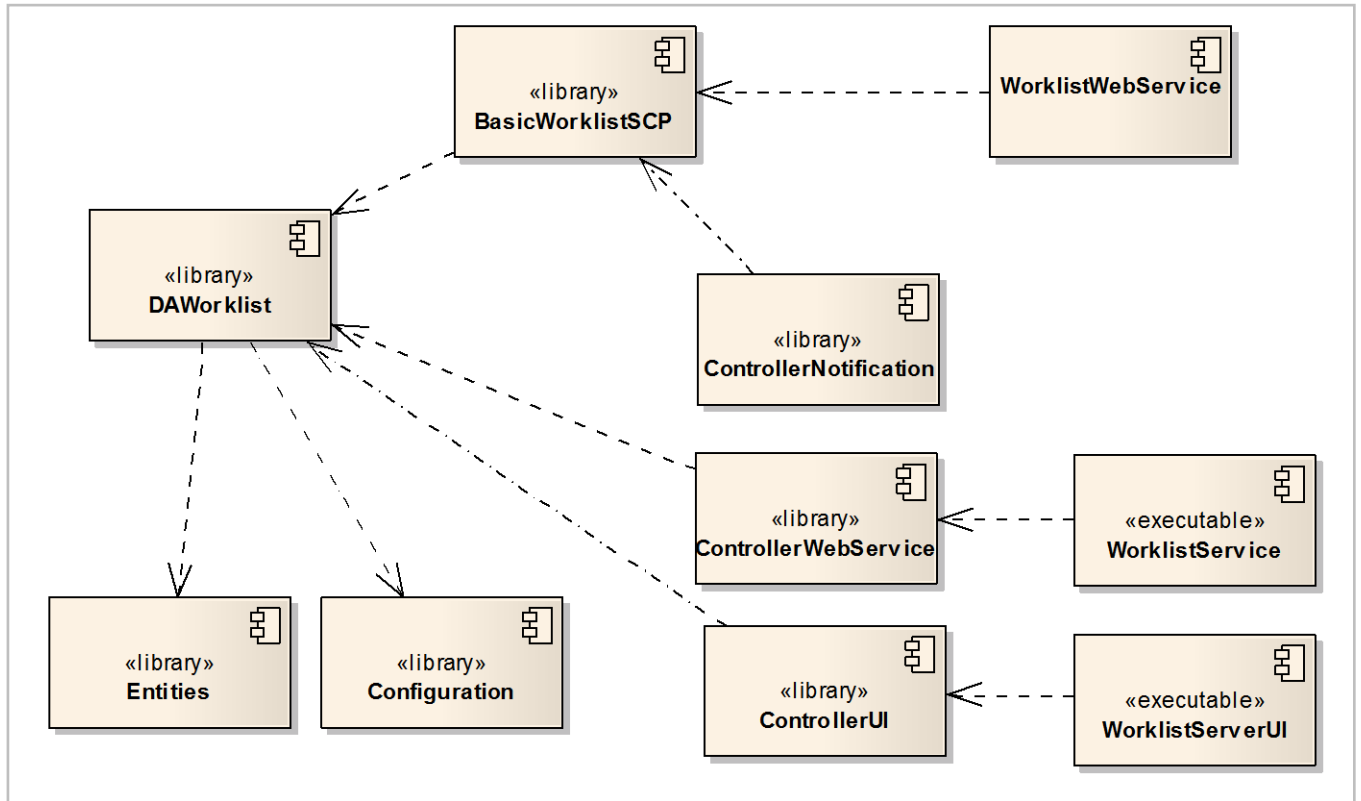 «library»
BasicWorklistSCP
WorklistWebService
«library»
DAWorklist
«library»
ControllerNotification
«library»
ControllerWebService
«executable»
WorklistService
«library»
Entities
«library»
Configuration
«library»
ControllerUI
«executable»
WorklistServerUI